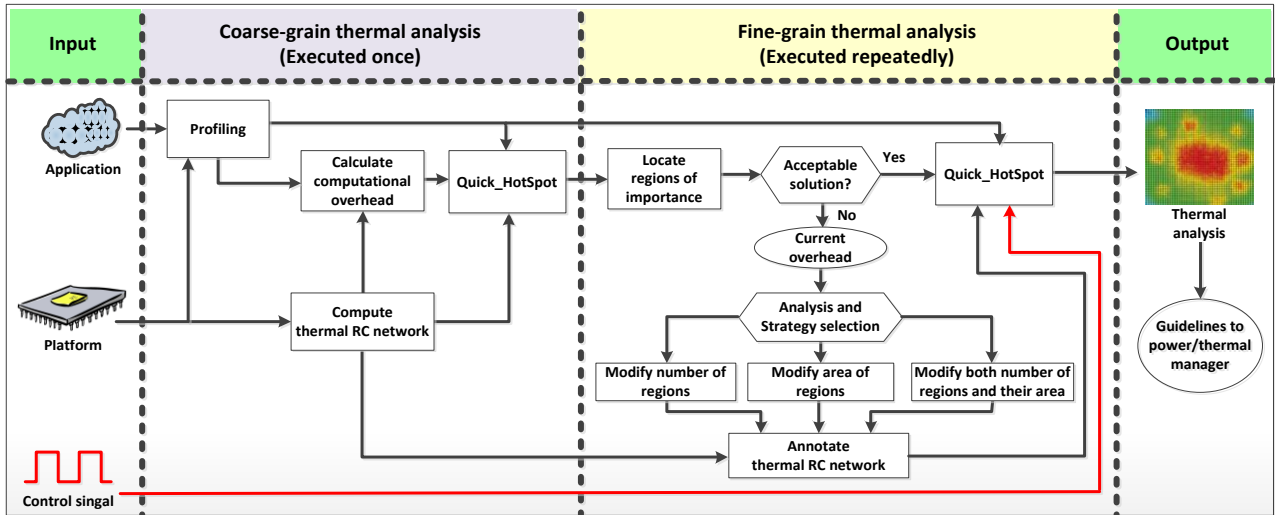 Input
Coarse-grain thermal analysis
(Executed once)
Fine-grain thermal analysis
(Executed repeatedly)
Output
Application
Profiling
Calculate
computational
overhead
Quick_HotSpot
Locate
regions of
importance
Acceptable
solution?
Yes
No
Quick_HotSpot
Thermal
analysis
Current
overhead
Platform
Compute
thermal RC network
Analysis and
Strategy selection
Guidelines to
power/thermal
manager
Modify number of
regions
Modify area of
regions
Modify both number of
regions and their area
Annotate
thermal RC network
Control singal